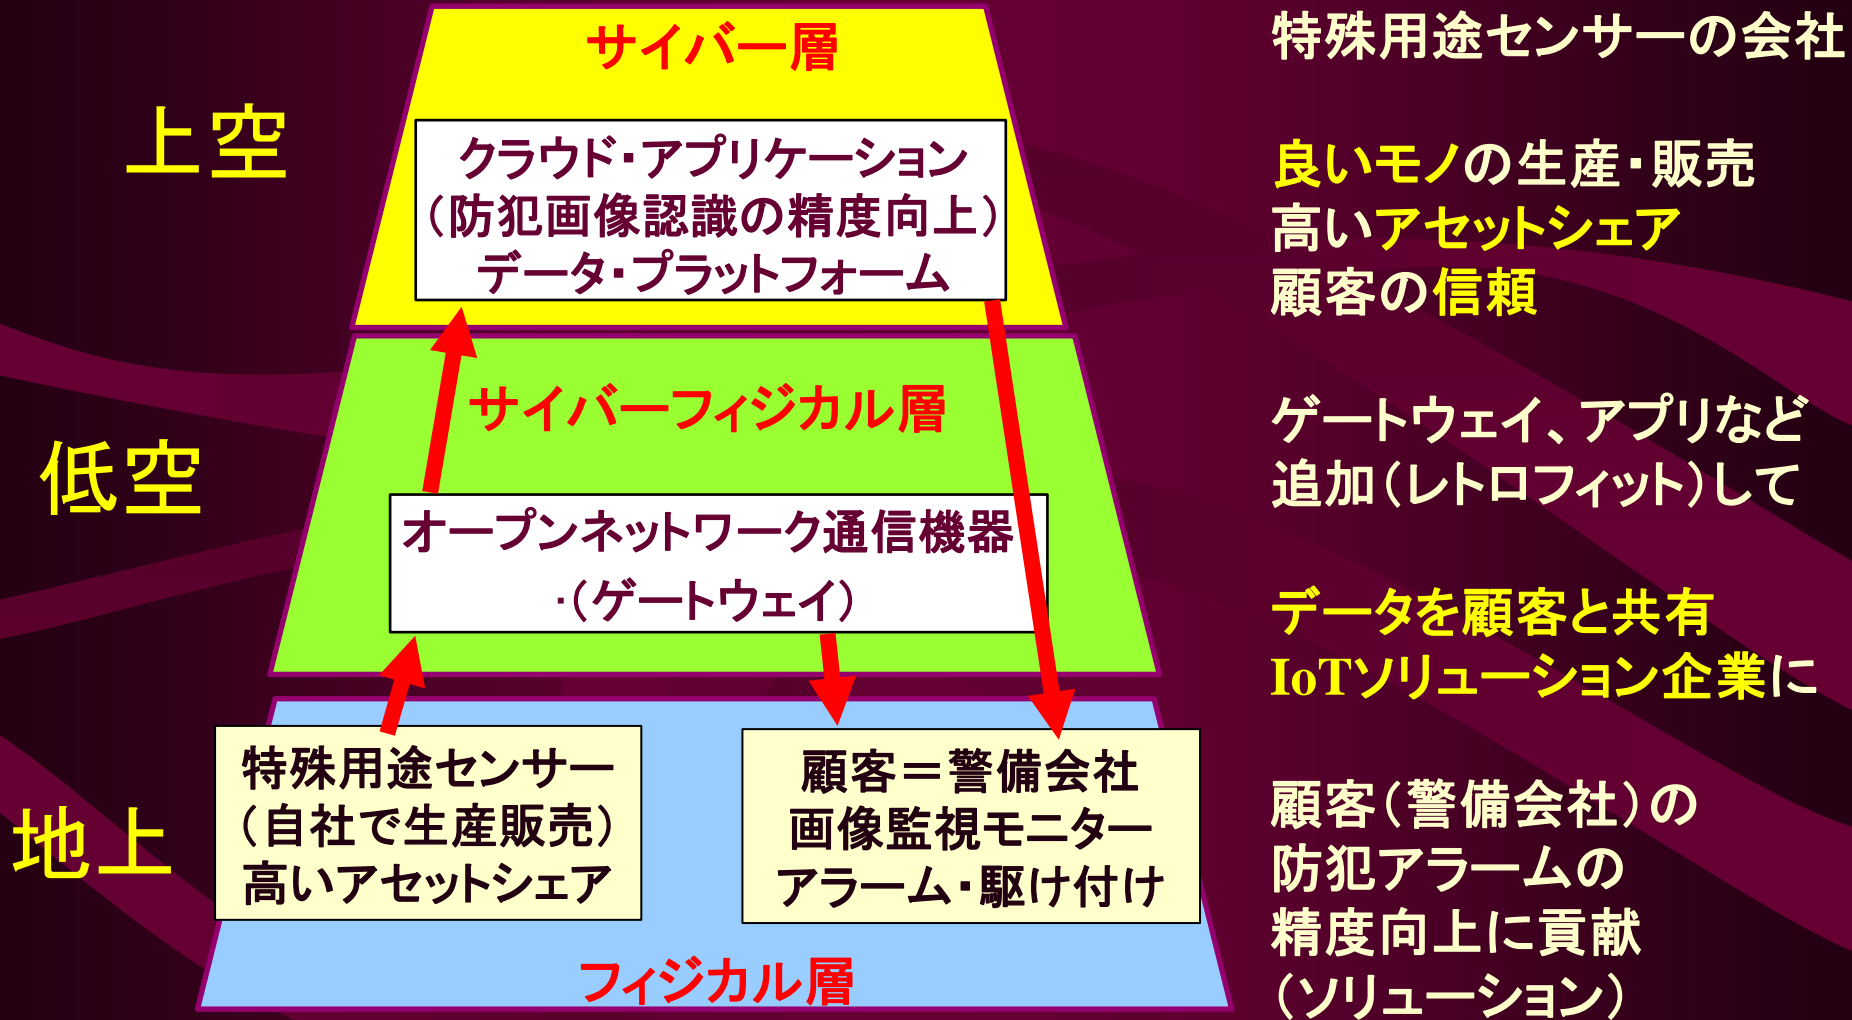 サイバー層
上空
クラウド・アプリケーション
（防犯画像認識の精度向上）
データ・プラットフォーム
サイバーフィジカル層
低空
オープンネットワーク通信機器
・（ゲートウェイ）
地上
特殊用途センサー
（自社で生産販売）
高いアセットシェア
顧客＝警備会社
画像監視モニター
アラーム・駆け付け
フィジカル層
特殊用途センサーの会社
良いモノの生産・販売
高いアセットシェア
顧客の信頼
ゲートウェイ、アプリなど
追加（レトロフィット）して
データを顧客と共有
IoTソリューション企業に
顧客（警備会社）の
防犯アラームの
精度向上に貢献
（ソリューション）